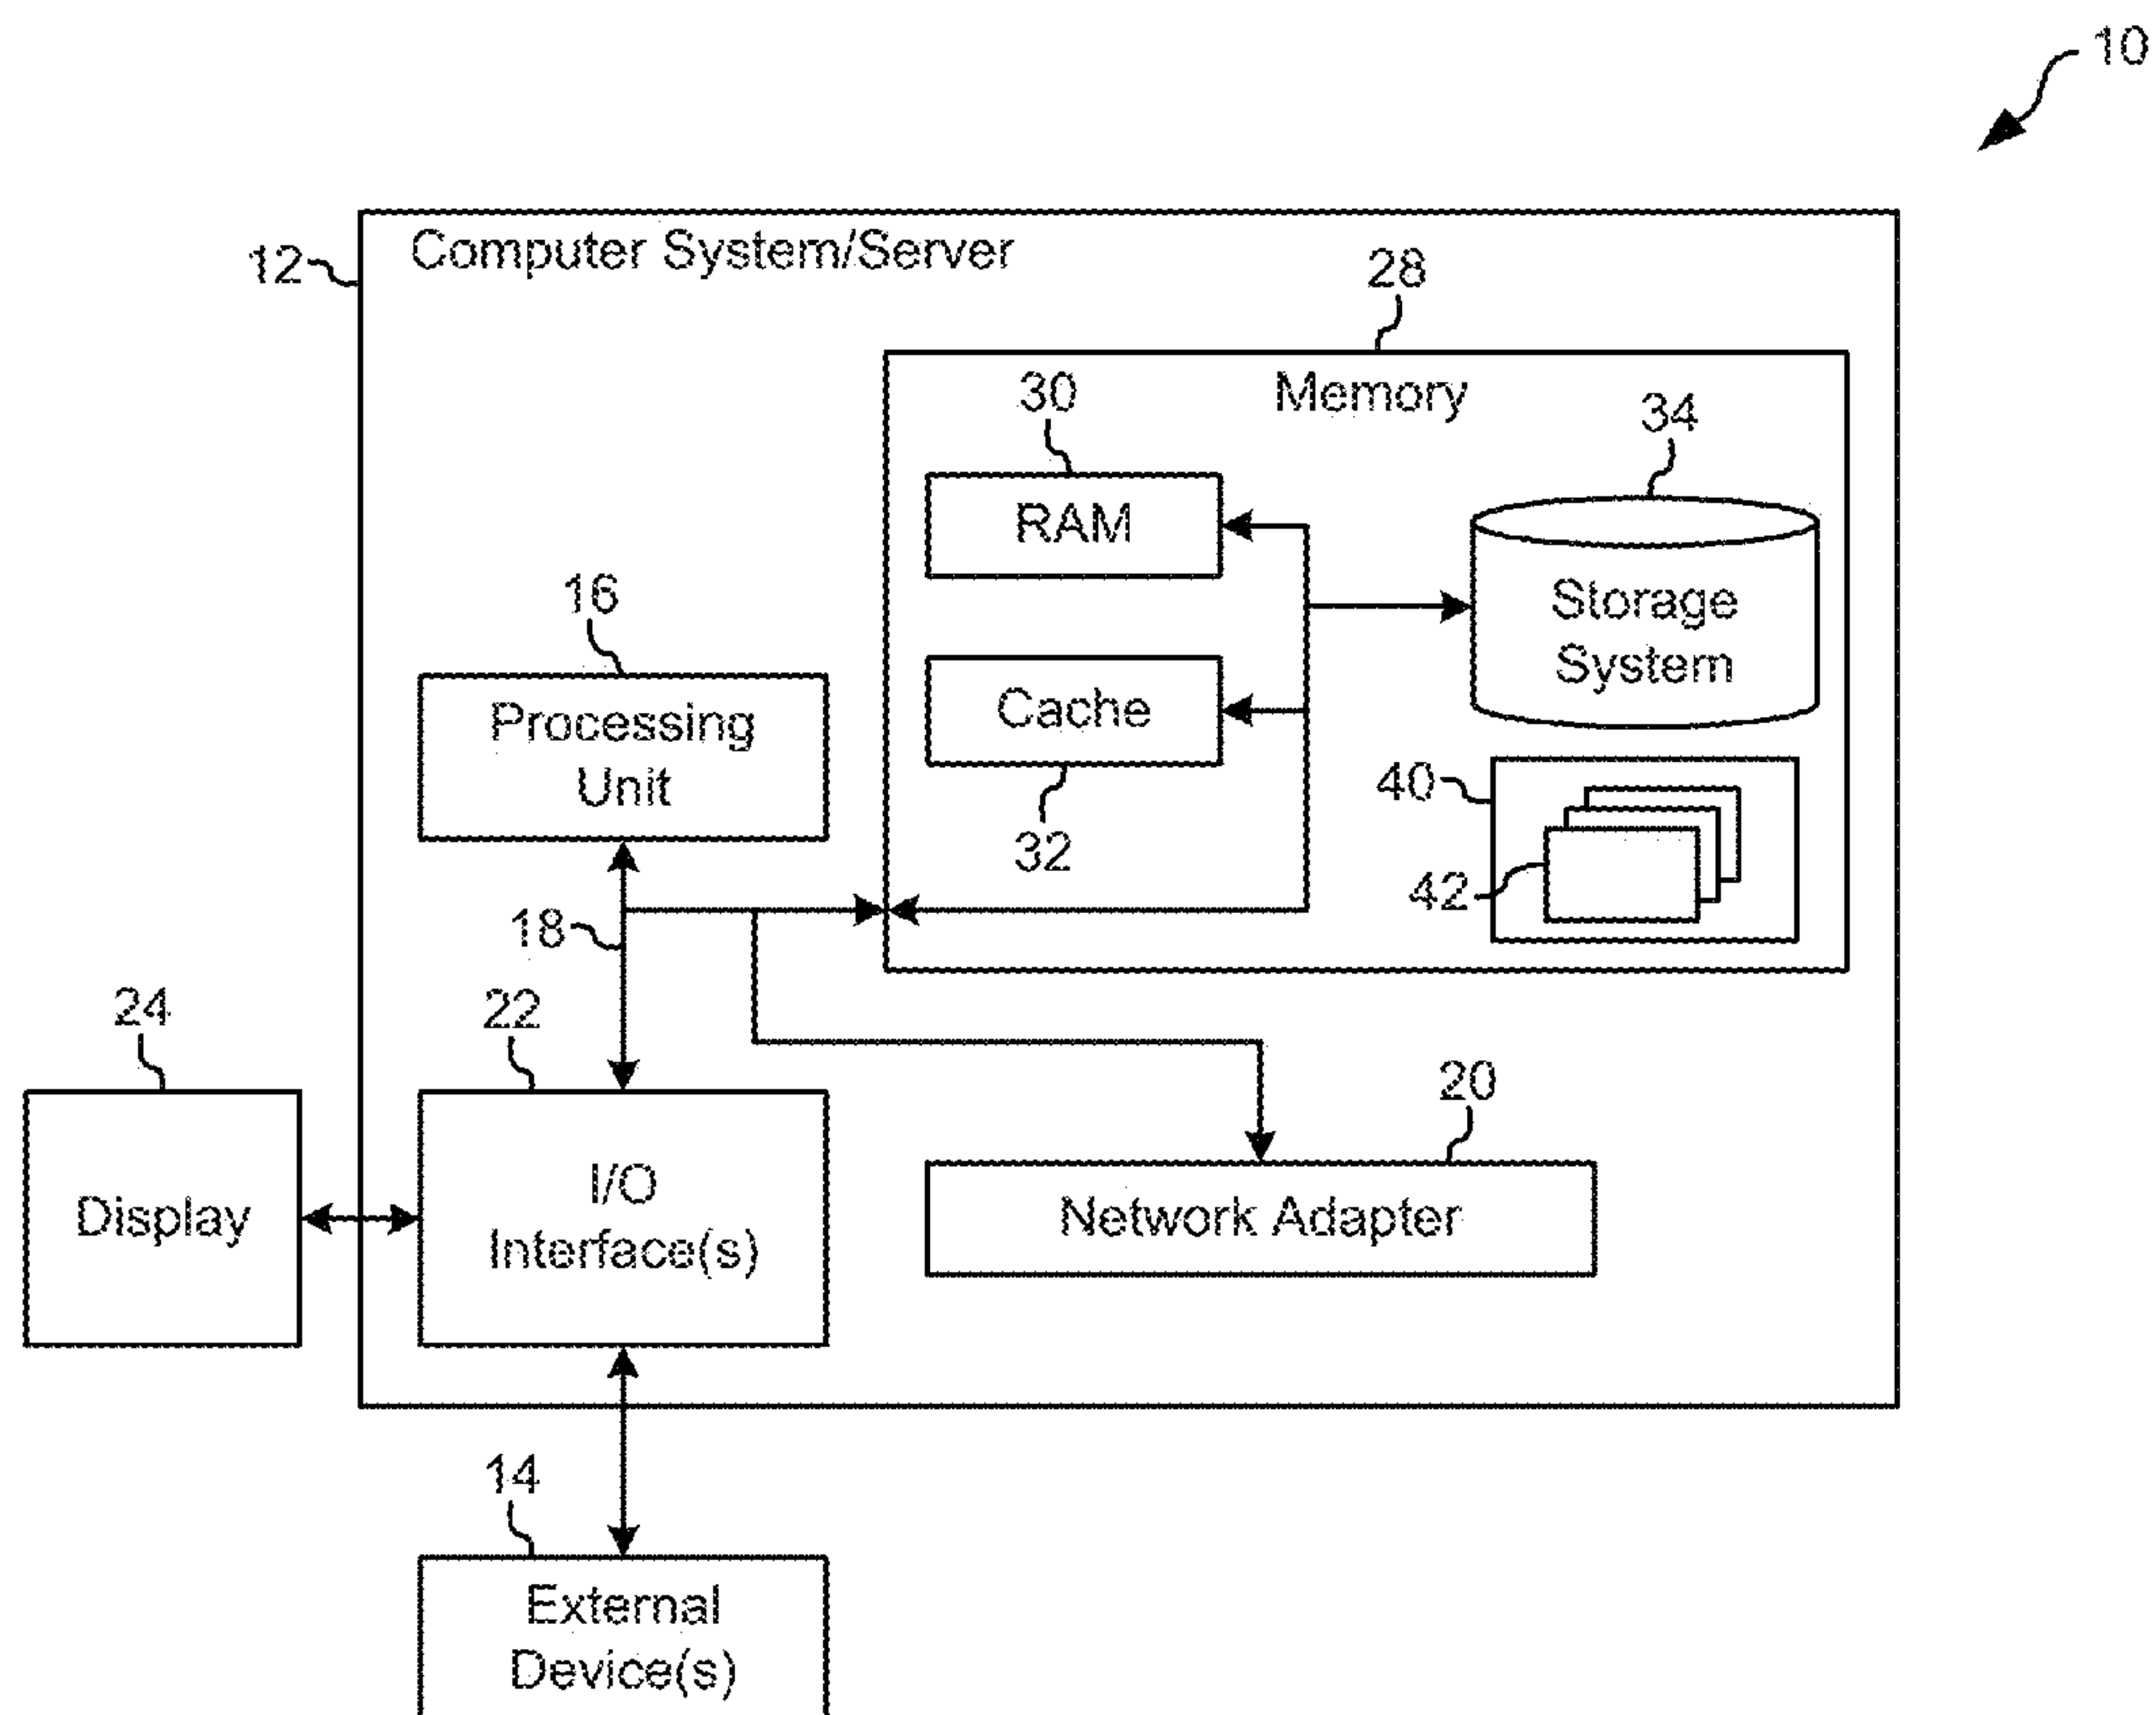 10
12
Computer System/Server
28
Memory
30
34
RAM
Storage
System
16
Processing
Unit
Cache
32
40
42
18
24
22
20
Display
I/O
Interface(s)
Network Adapter
14
External
Device(s)